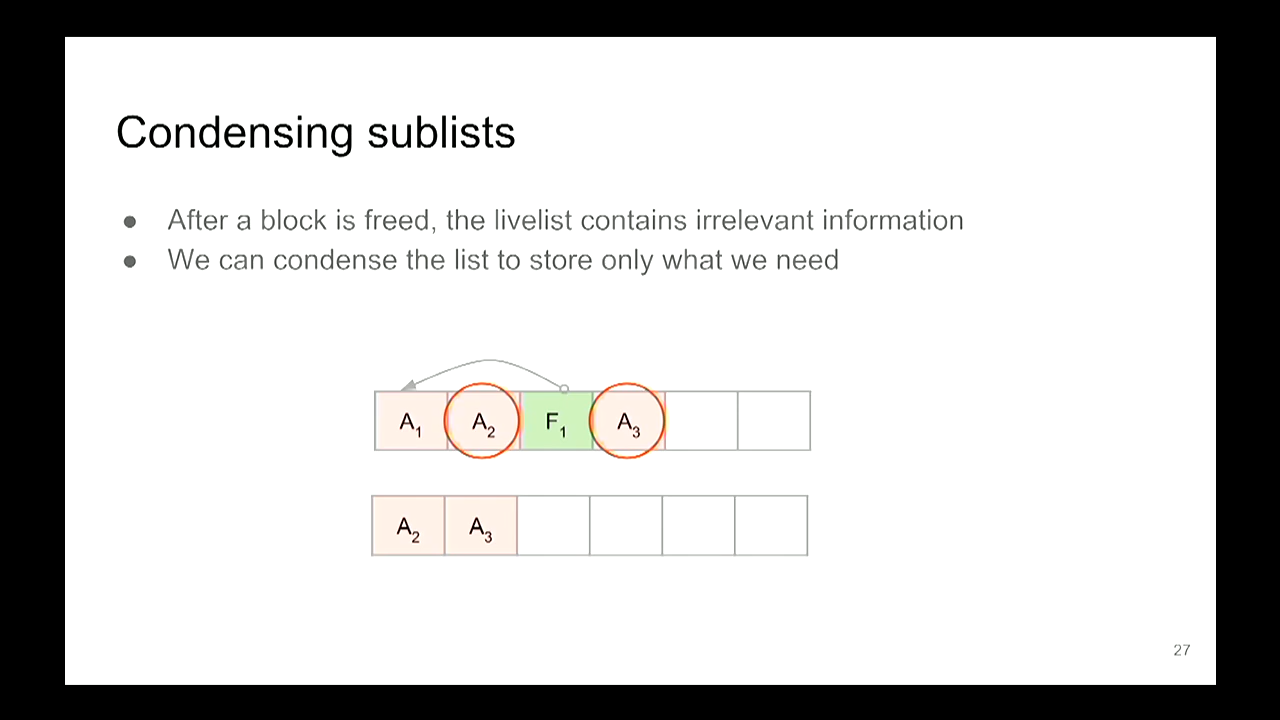 Condensing sublists
● After a block is freed, the livelist contains irrelevant information
● We can condense the list to store only what we need
A₁ A₂ F₁ A₃
A₂ A₃
27